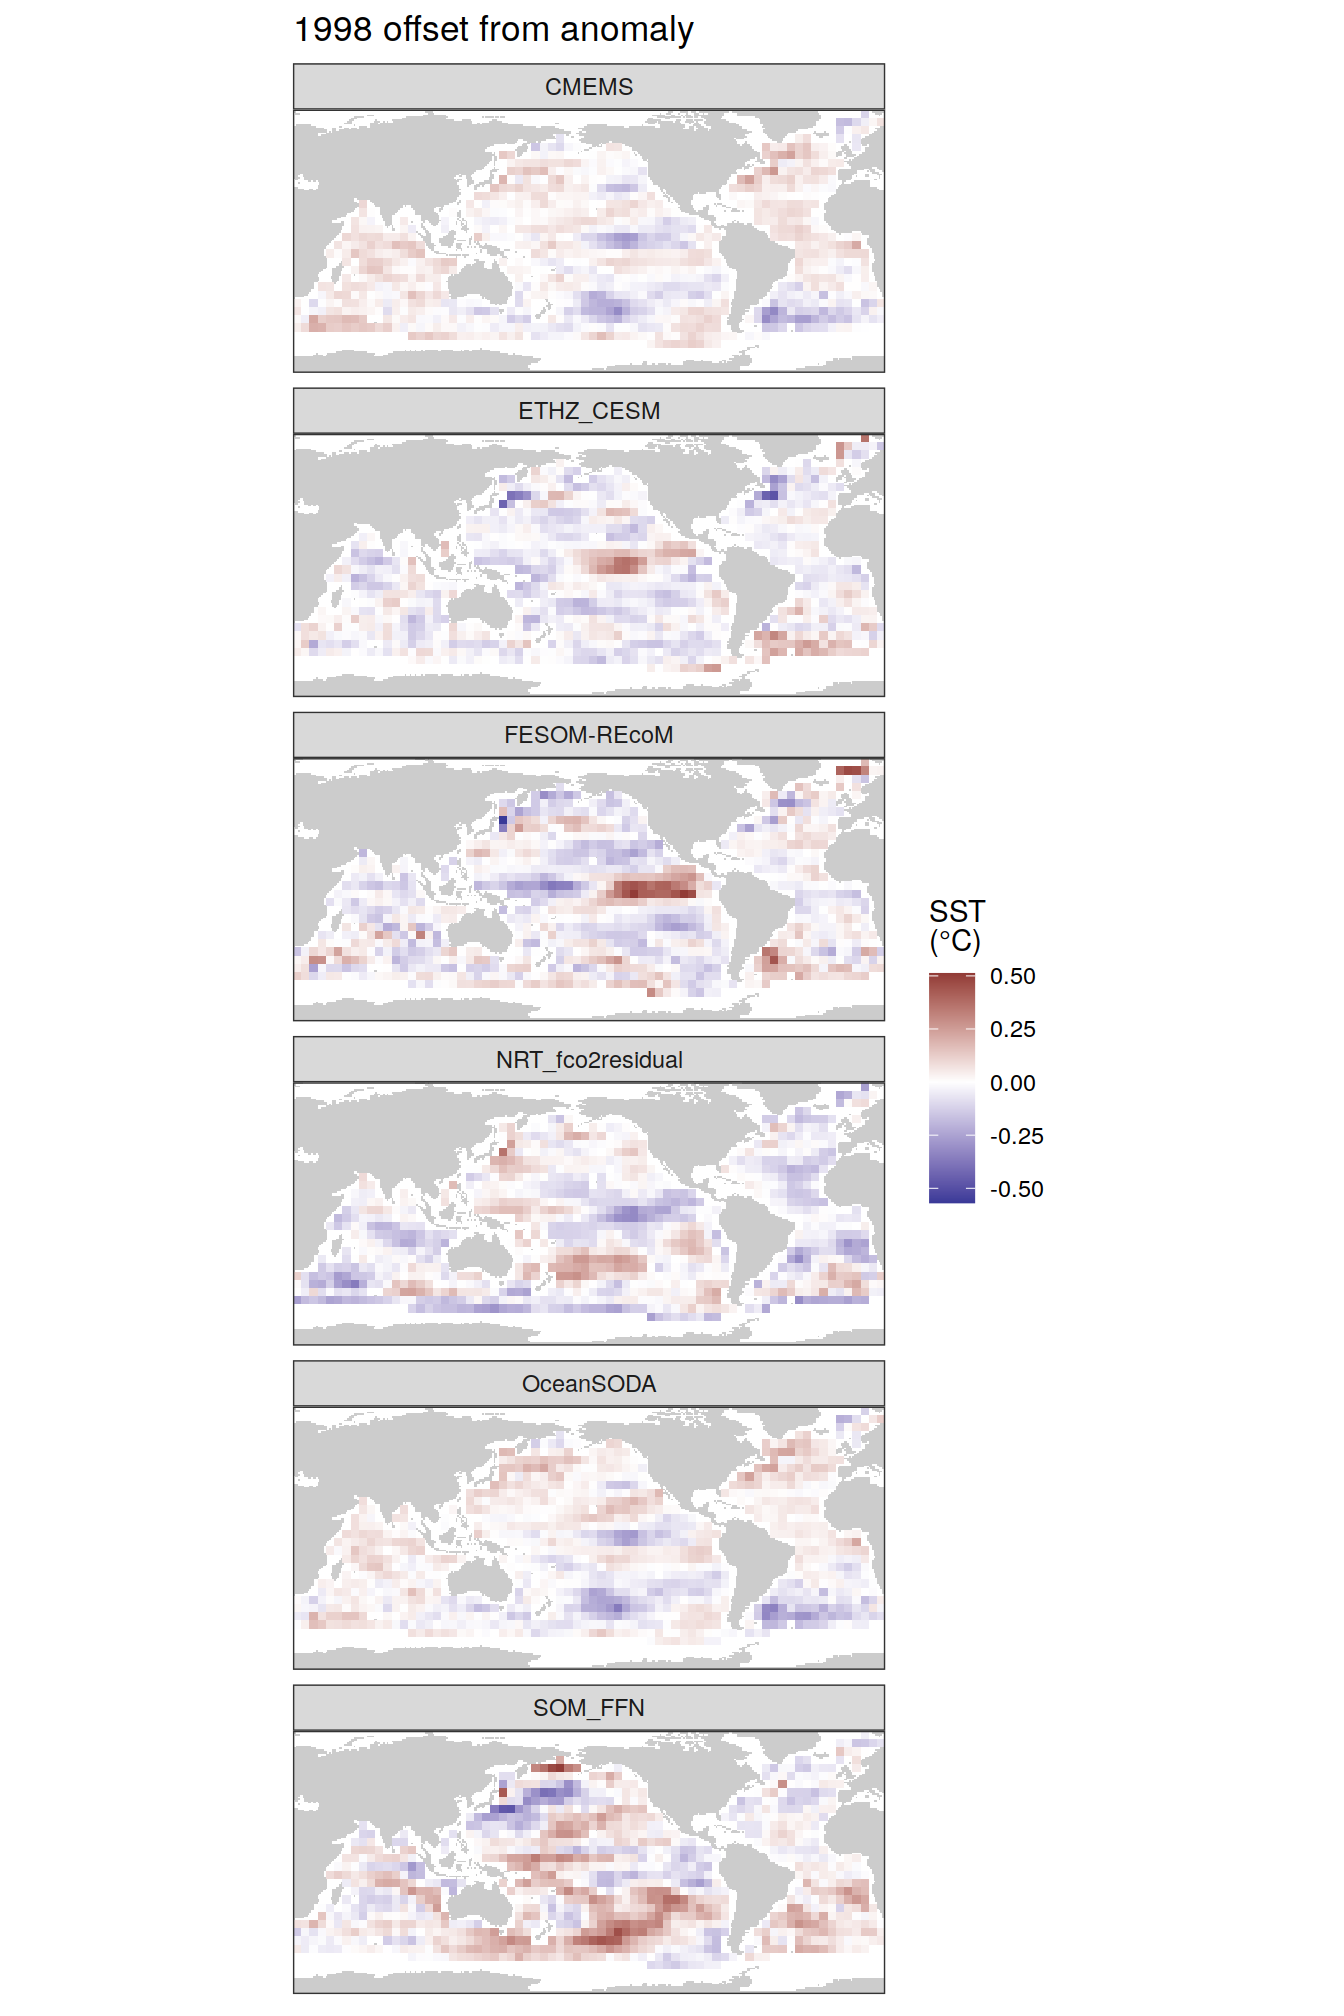 1998 offset from anomaly
CMEMS
ETHZ_CESM
FESOM-REcoM
NRT_fco2residual
OceanSODA
SOM_FFN
SST
(°C)
0.50
0.25
0.00
-0.25
-0.50